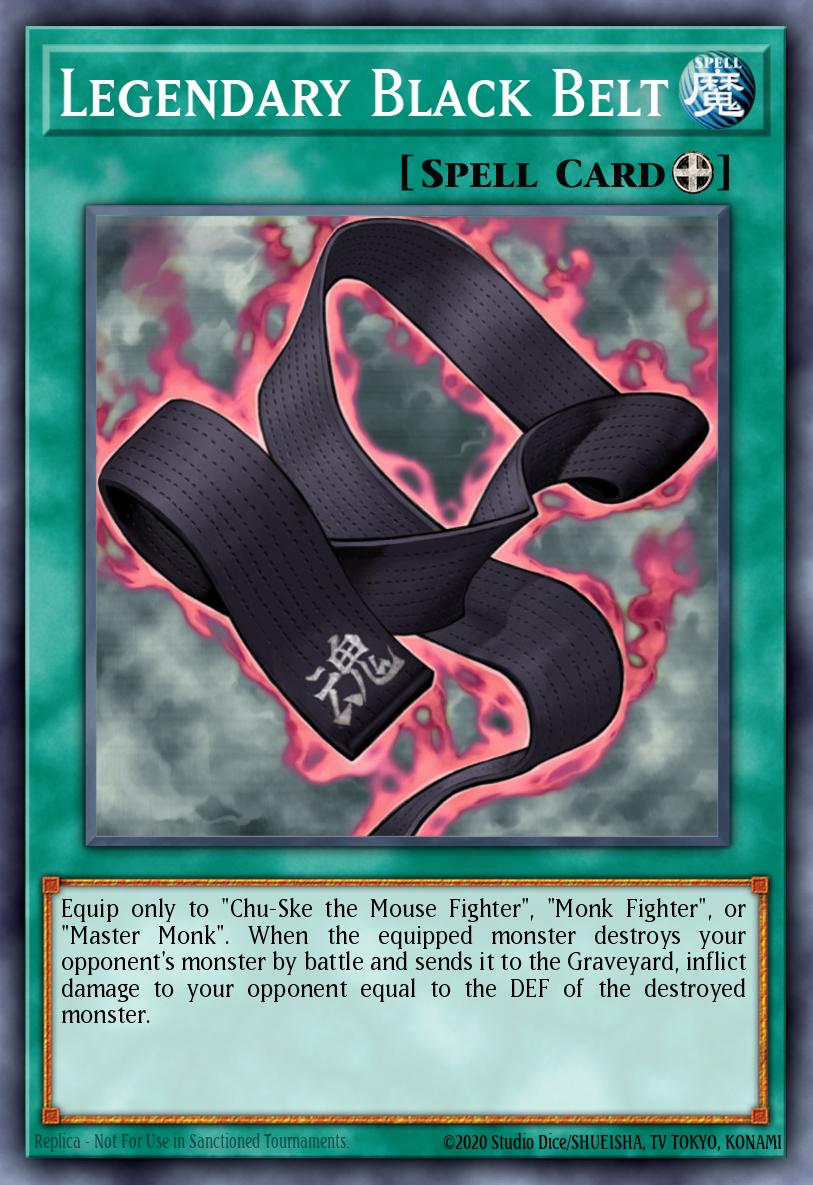 Legendary Black Belt
SPELL
魔
[Spell Card]
魂
Equip only to "Chu-Ske the Mouse Fighter", "Monk Fighter", or
"Master Monk". When the equipped monster destroys your
opponent's monster by battle and sends it to the Graveyard, inflict
damage to your opponent equal to the DEF of the destroyed
monster.
Replica - Not For Use in Sanctioned Tournaments.
©2020 Studio Dice/SHUEISHA, TV TOKYO, KONAMI